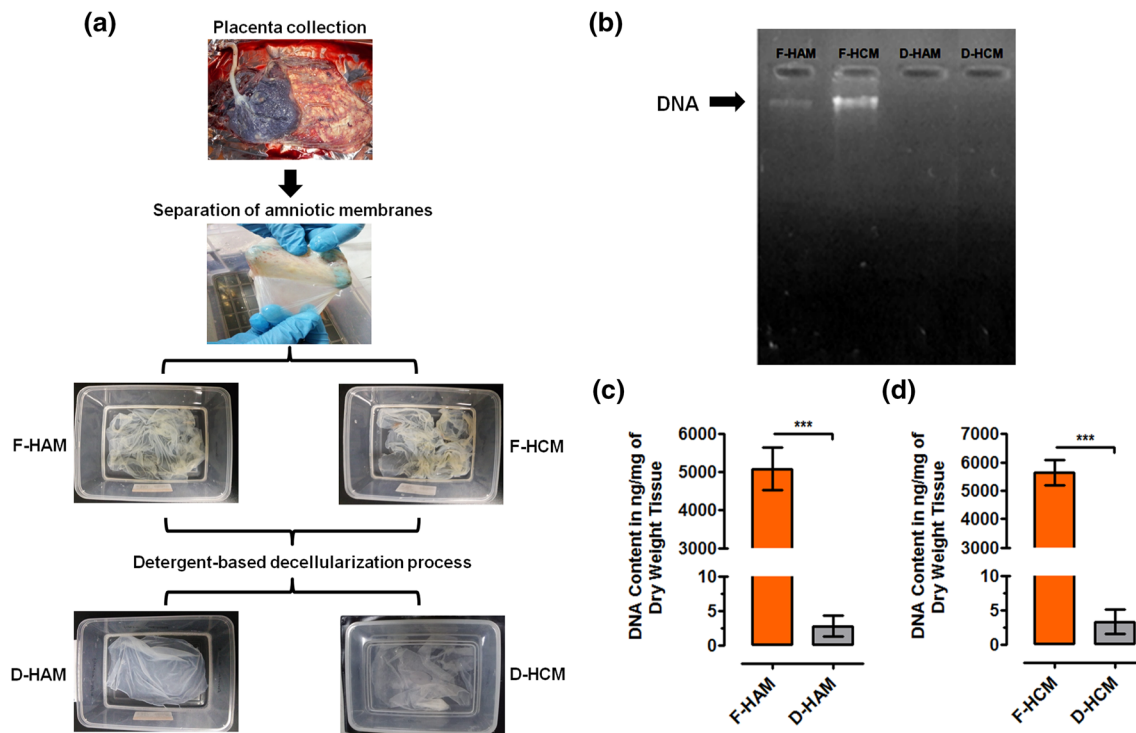 (a)
Placenta collection
Separation of amniotic membranes
F-HAM
F-HCM
Detergent-based decellularization process
D-HAM
D-HCM
(b)
F-HAM F-HCM D-HAM D-HCM
DNA
(c)
DNA Content in ng/mg of
Dry Weight Tissue
6000
5000
4000
3000
10
5
0
***
F-HAM
D-HAM
(d)
DNA Content in ng/mg of
Dry Weight Tissue
7000
6000
5000
4000
3000
10
5
0
***
F-HCM
D-HCM